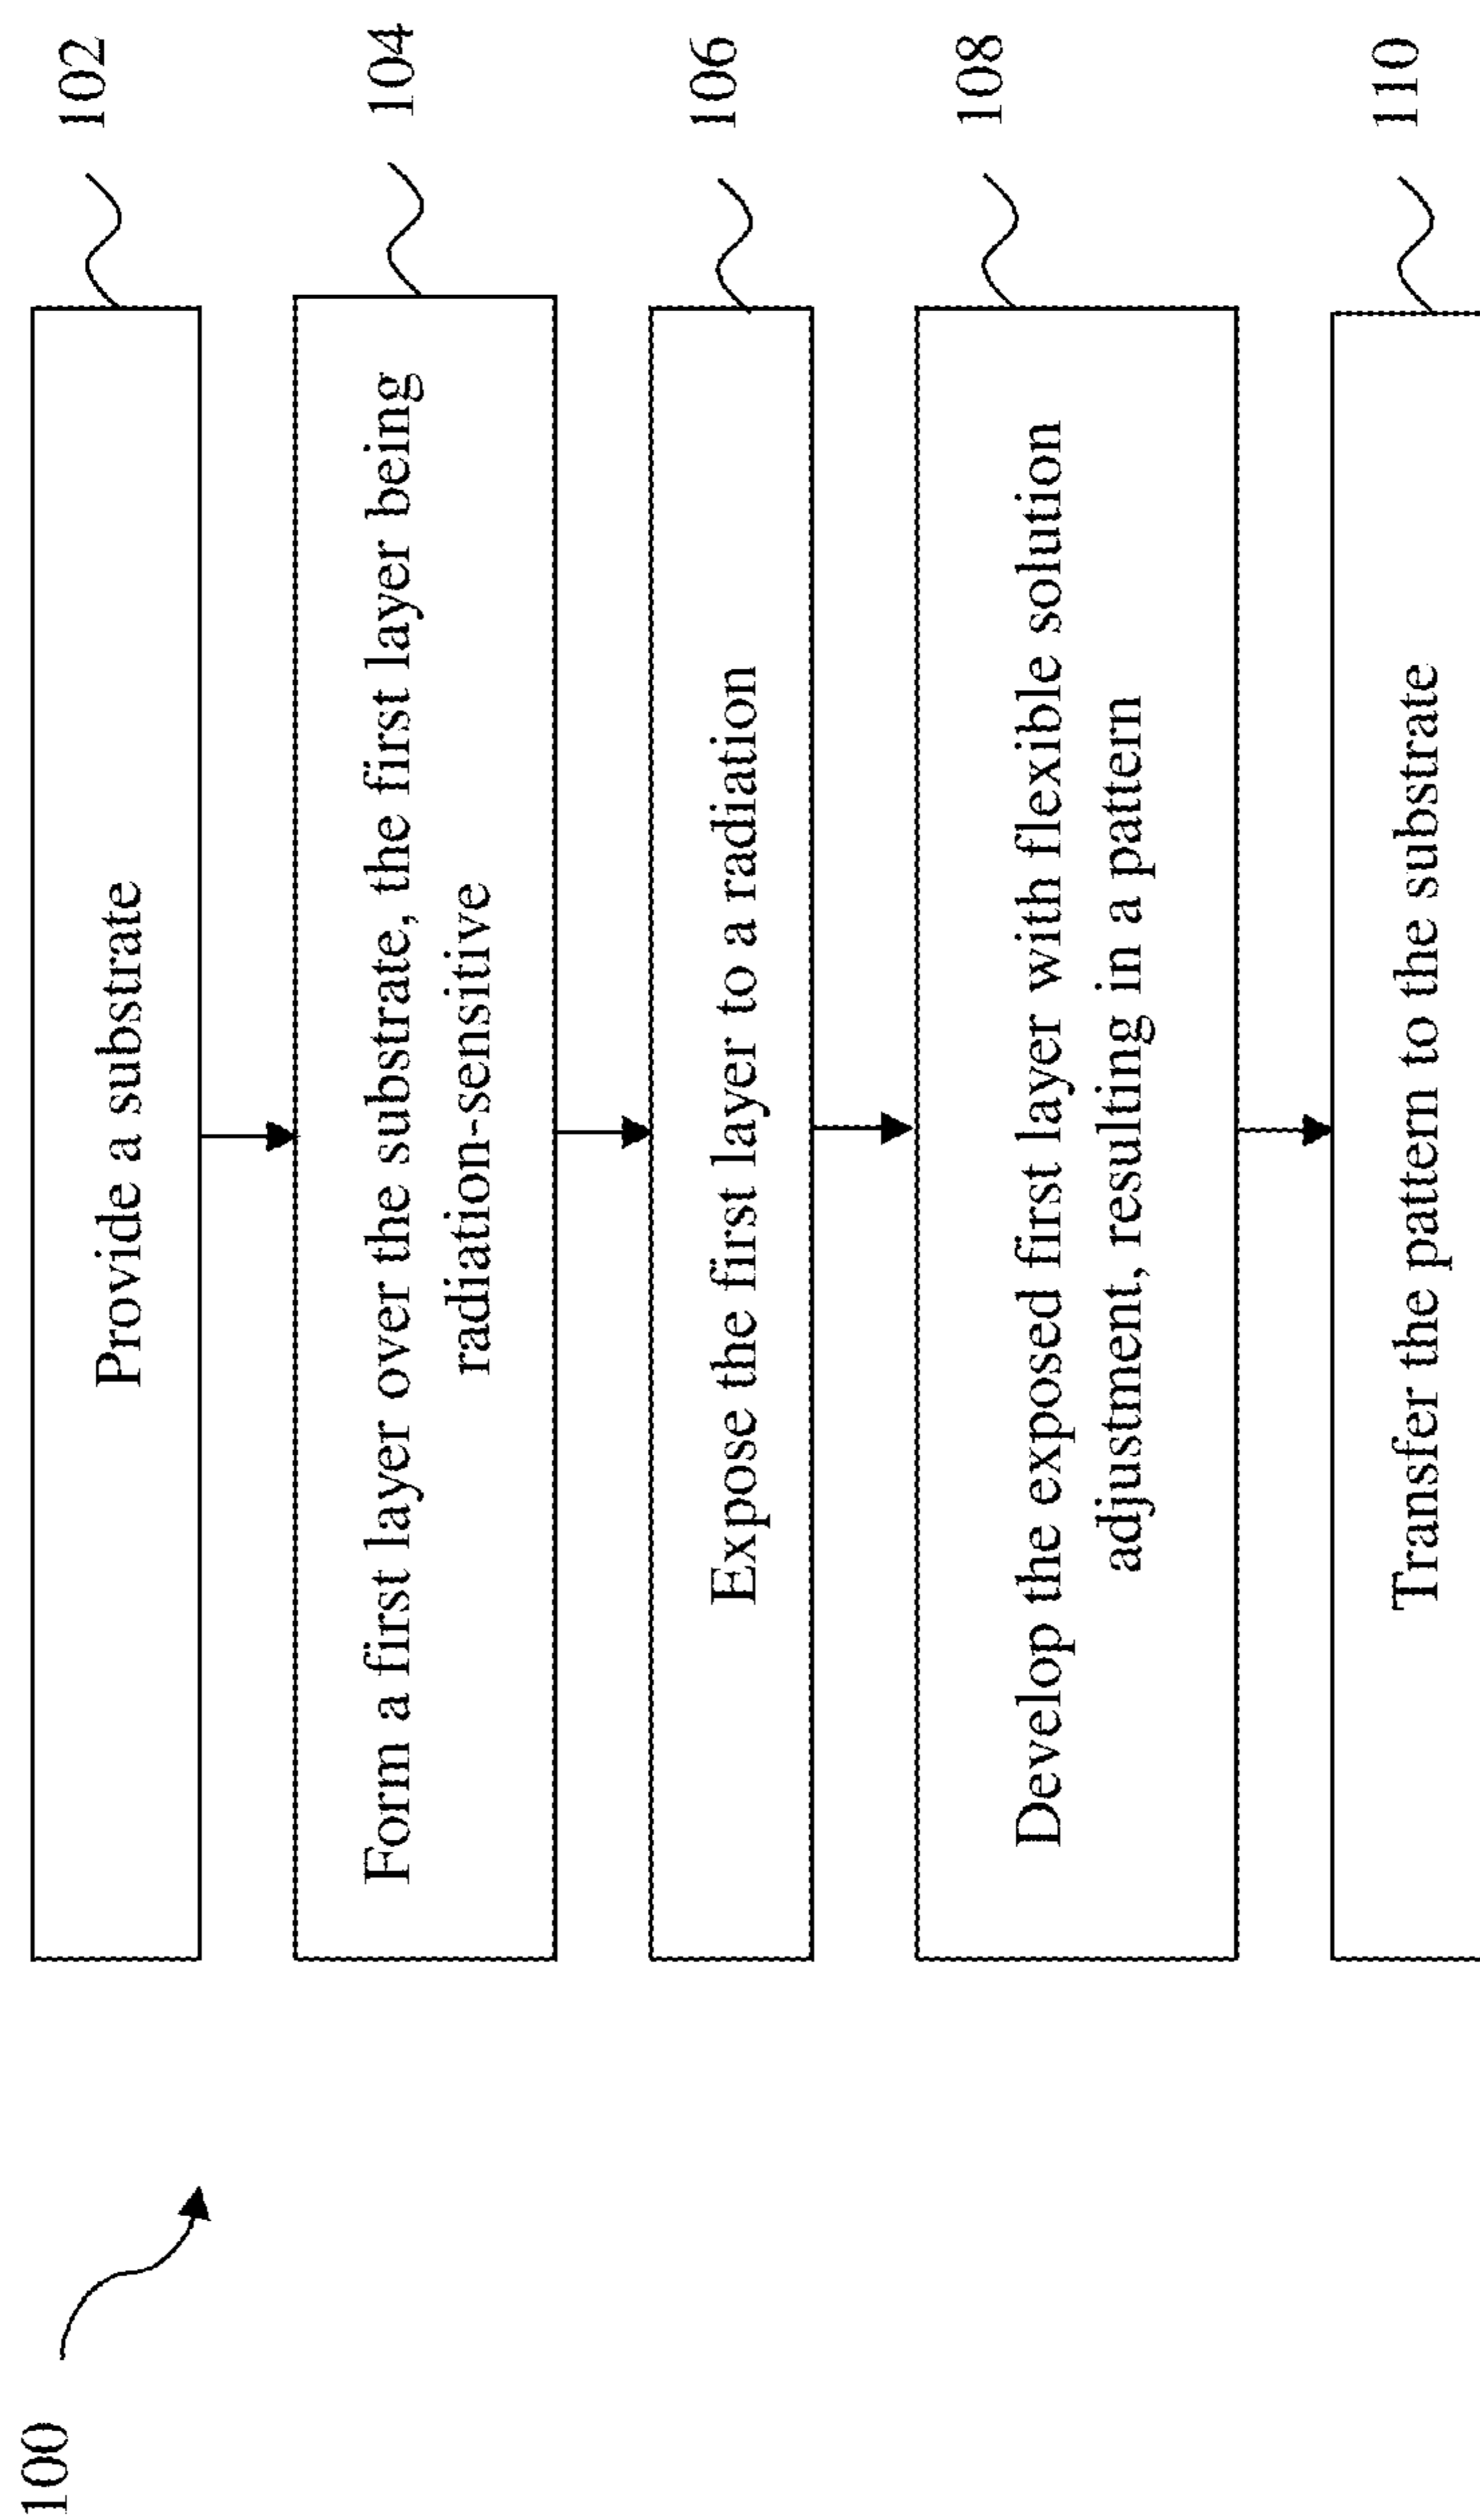 100
Provide a substrate
102
Form a first layer over the substrate, the first layer being
radiation-sensitive
104
Expose the first layer to a radiation
106
Develop the exposed first layer with flexible solution
adjustment, resulting in a pattern
108
Transfer the pattern to the substrate
110